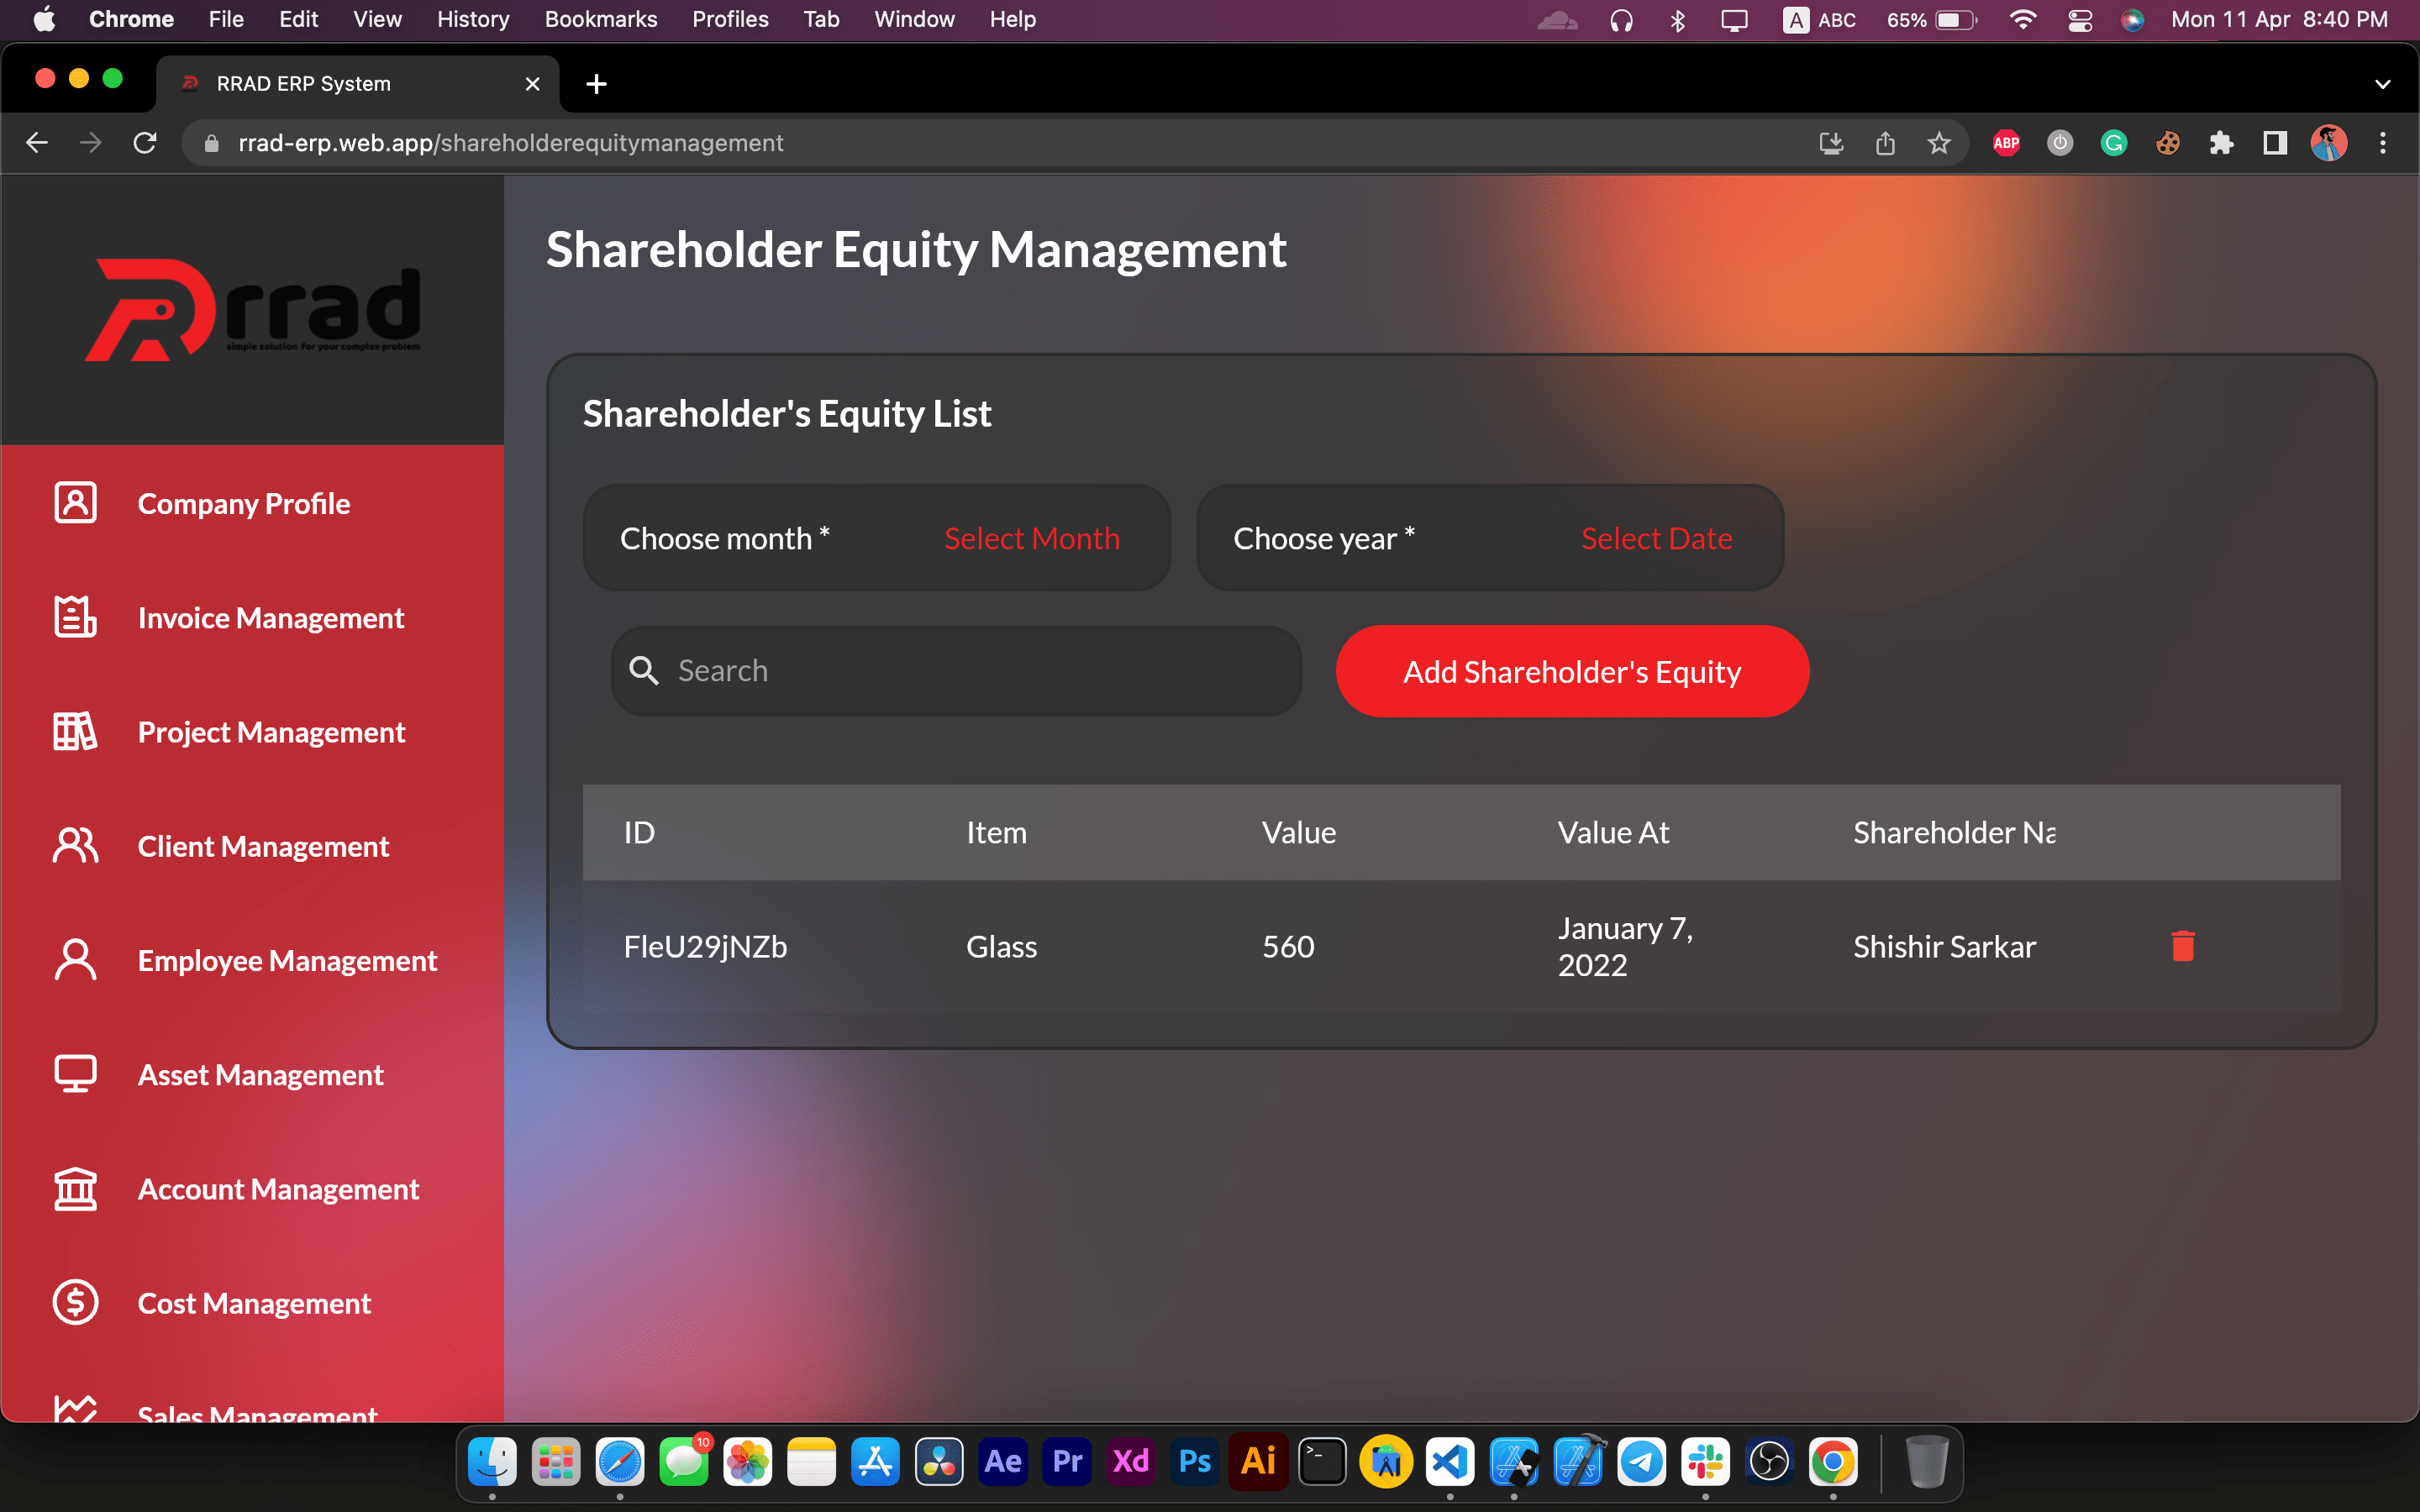 Chrome File Edit View History Bookmarks Profiles Tab Window Help A ABC 65% Mon 11 Apr 8:40 PM
RRAD ERP System
rrad-erp.web.app/shareholderequitymanagement ABP
rrad
simple solution for your complex problem
Company Profile
Invoice Management
Project Management
Client Management
Employee Management
Asset Management
Account Management
Cost Management
Sales Management
Shareholder Equity Management
Shareholder's Equity List
Choose month * Select Month Choose year * Select Date
Search Add Shareholder's Equity
ID Item Value Value At Shareholder Na
FleU29jNZb Glass 560 January 7, 2022 Shishir Sarkar
10 Ae Pr Xd Ps Ai